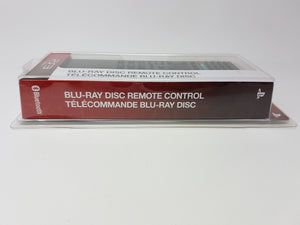 BLU-RAY DISC REMOTE CONTROL
TÉLÉCOMMANDE BLU-RAY DISC
Bluetooth
BLU-RAY DISC REMOTE CONTROL
TÉLÉCOMMANDE BLU-RAY DISC